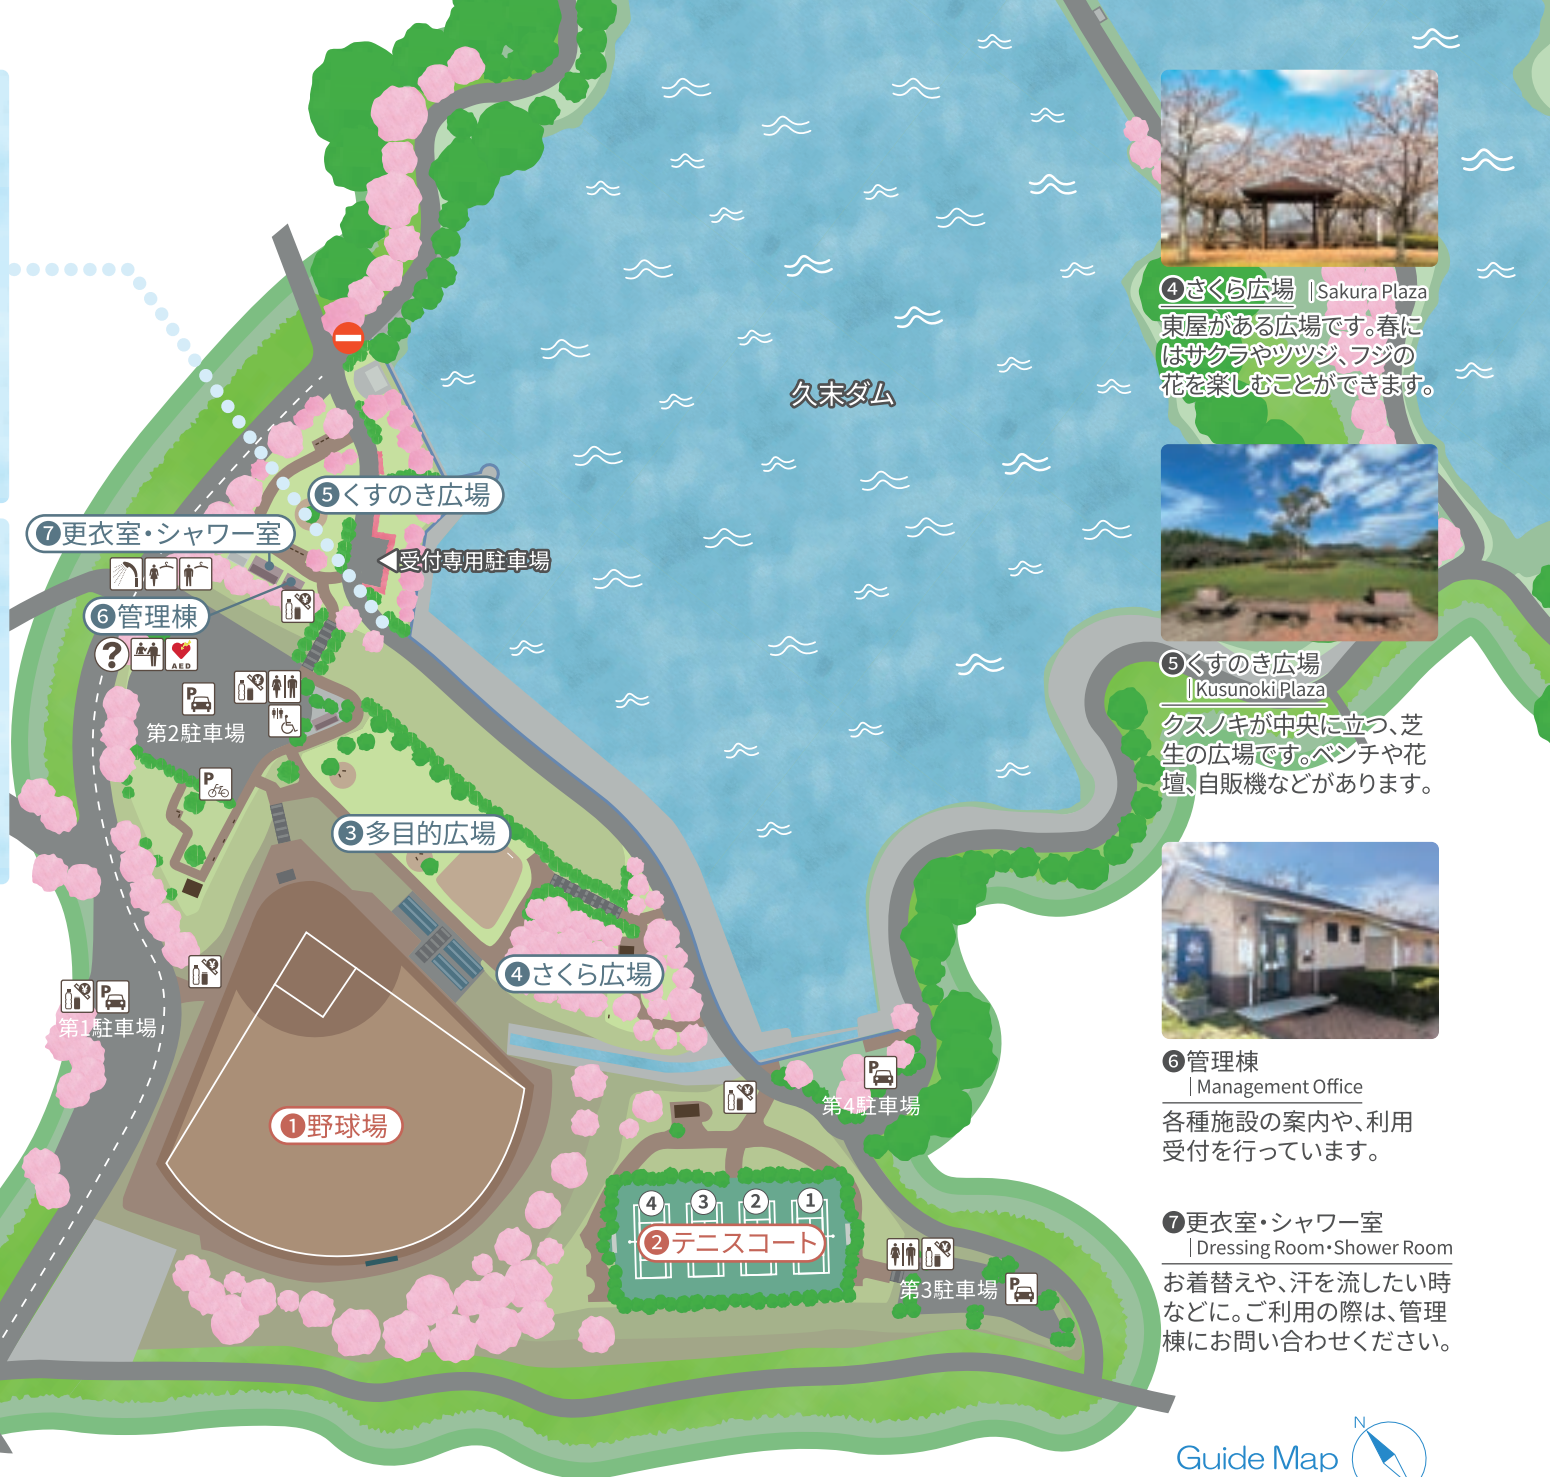 久末ダム
❺くすのき広場
❼更衣室・シャワー室
◀受付専用駐車場
❻管理棟
?
AED
P
第2駐車場
P
❸多目的広場
❹さくら広場
P
第1駐車場
P
第4駐車場
❶野球場
4
3
2
1
❷テニスコート
第3駐車場
P
❹さくら広場 | Sakura Plaza
東屋がある広場です。春に
はサクラやツツジ、フジの
花を楽しむことができます。
❺くすのき広場
| Kusunoki Plaza
クスノキが中央に立つ、芝
生の広場です。ベンチや花
壇、自販機などがあります。
❻管理棟
| Management Office
各種施設の案内や、利用
受付を行っています。
❼更衣室・シャワー室
| Dressing Room・Shower Room
お着替えや、汗を流したい時
などに。ご利用の際は、管理
棟にお問い合わせください。
N
Guide Map